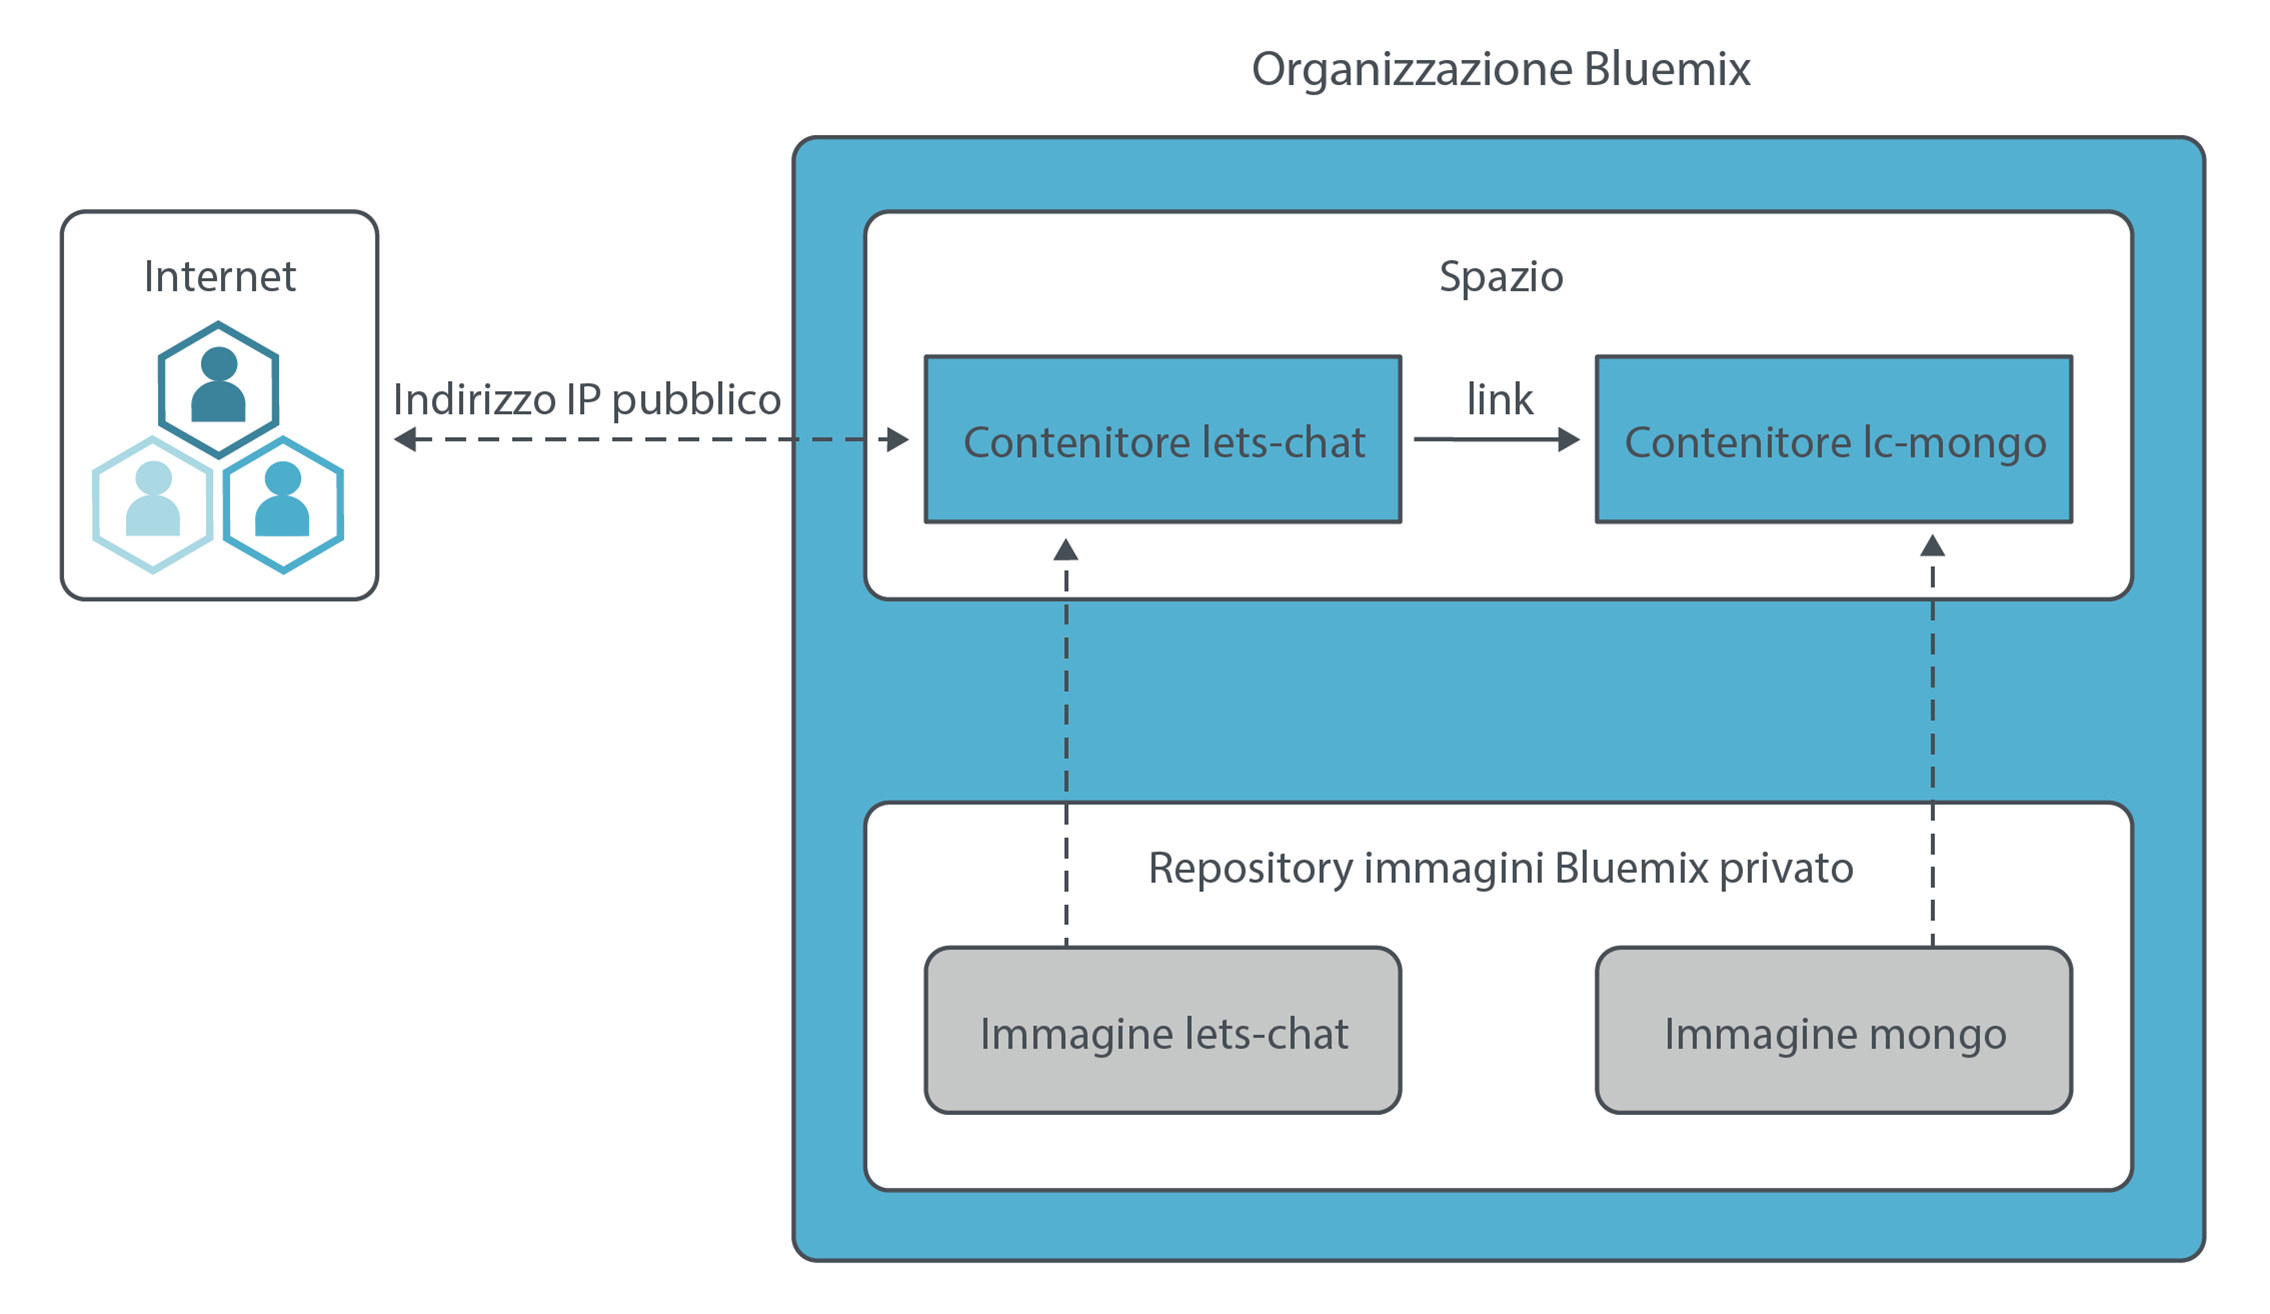 Organizzazione Bluemix
Internet
Spazio
Indirizzo IP pubblico
link
Contenitore lets-chat
Contenitore lc-mongo
Repository immagini Bluemix privato
Immagine lets-chat
Immagine mongo